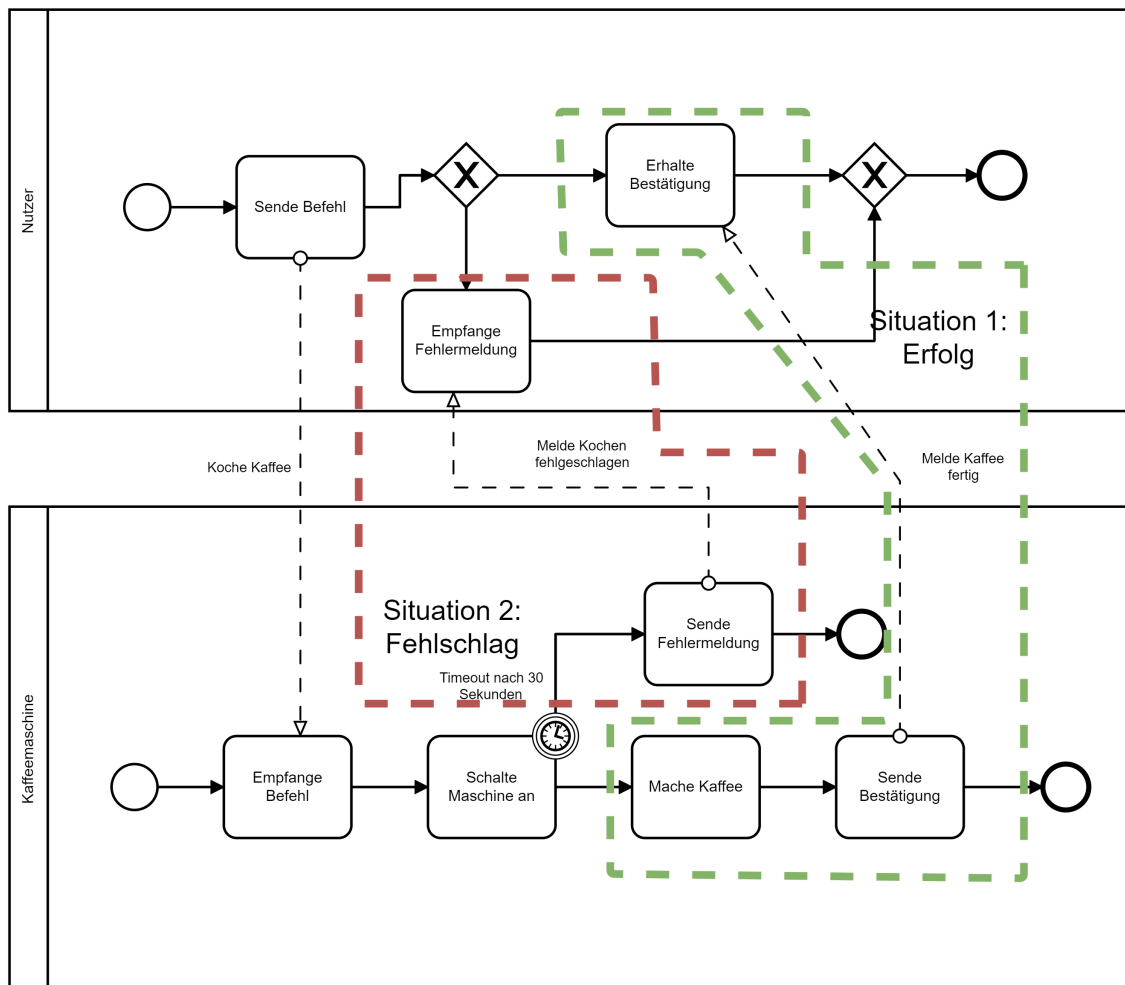 Nutzer
Sende Befehl
Erhalte
Bestätigung
Empfange
Fehlermeldung
Situation 1:
Erfolg
Koche Kaffee
Melde Kochen
fehlgeschlagen
Melde Kaffee
fertig
Kaffeemaschine
Situation 2:
Fehlschlag
Sende
Fehlermeldung
Timeout nach 30
Sekunden
Empfange
Befehl
Schalte
Maschine an
Mache Kaffee
Sende
Bestätigung